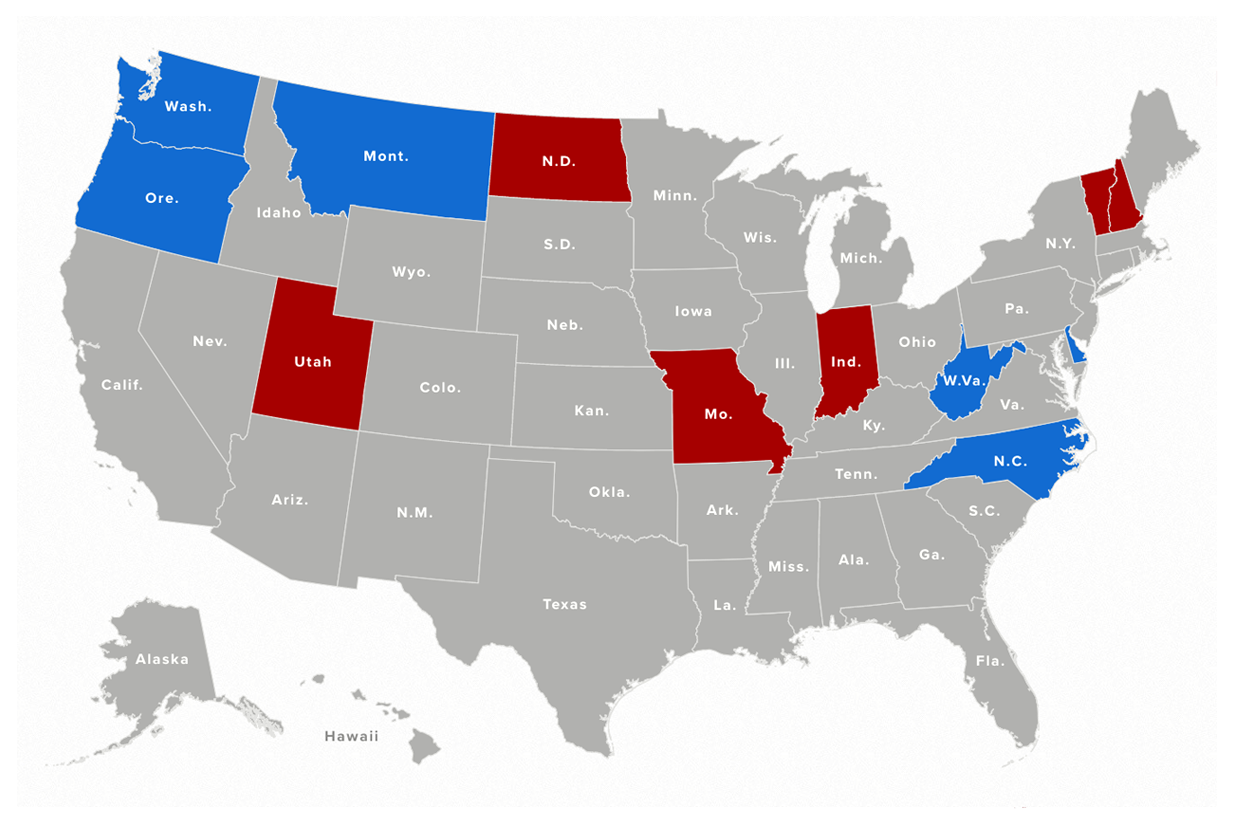 Wash.
Mont.
N.D.
Minn.
Ore.
Idaho
Wis.
S.D.
N.Y.
Mich.
Wyo.
Pa.
Iowa
Neb.
Nev.
Ohio
Utah
Ind.
Ill.
W.Va.
Calif.
Colo.
Va.
Kan.
Mo.
Ky.
N.C.
Tenn.
Okla.
Ariz.
Ark.
S.C.
N.M.
Ga.
Ala.
Miss.
Texas
La.
Alaska
Fla.
Hawaii